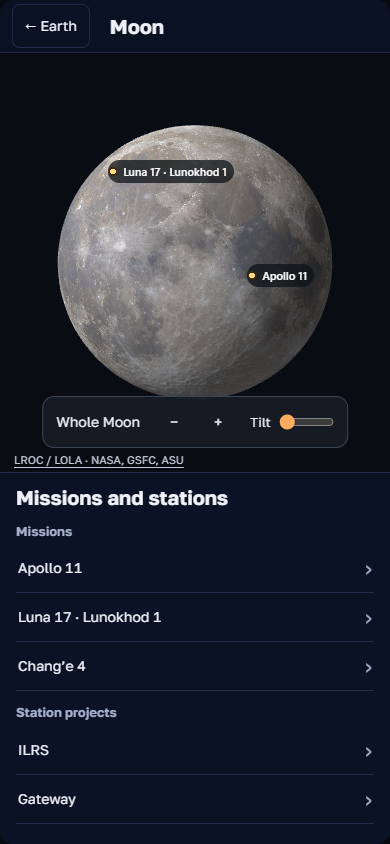 ← Earth
Moon
Luna 17 · Lunokhod 1
Apollo 11
Whole Moon − + Tilt
LROC / LOLA · NASA, GSFC, ASU
Missions and stations
Missions
Apollo 11
Luna 17 · Lunokhod 1
Chang’e 4
Station projects
ILRS
Gateway